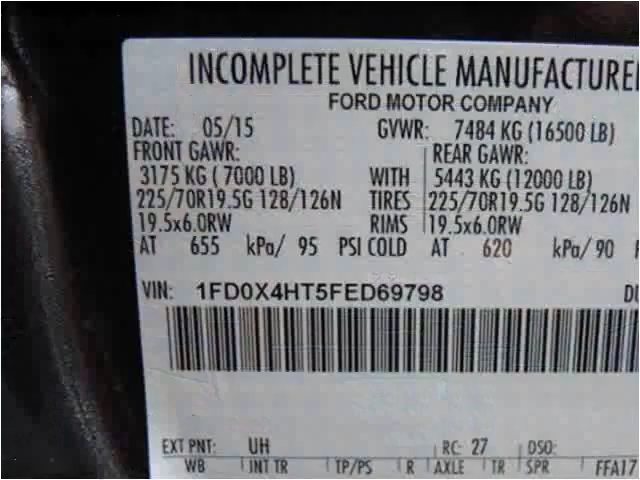 INCOMPLETE VEHICLE MANUFACTURE
FORD MOTOR COMPANY
DATE: 05/15 GVWR: 7484 KG (16500 LB)
FRONT GAWR: REAR GAWR:
3175 KG ( 7000 LB) WITH 5443 KG (12000 LB)
225/70R19.5G 128/126N TIRES 225/70R19.5G 128/126N
19.5x6.0RW RIMS 19.5x6.0RW
AT 655 kPa/ 95 PSI COLD AT 620 kPa/ 90
VIN: 1FD0X4HT5FED69798
EXT PNT: UH RC: 27 DSO:
WB INT TR TP/PS R AXLE TR SPR FFA17